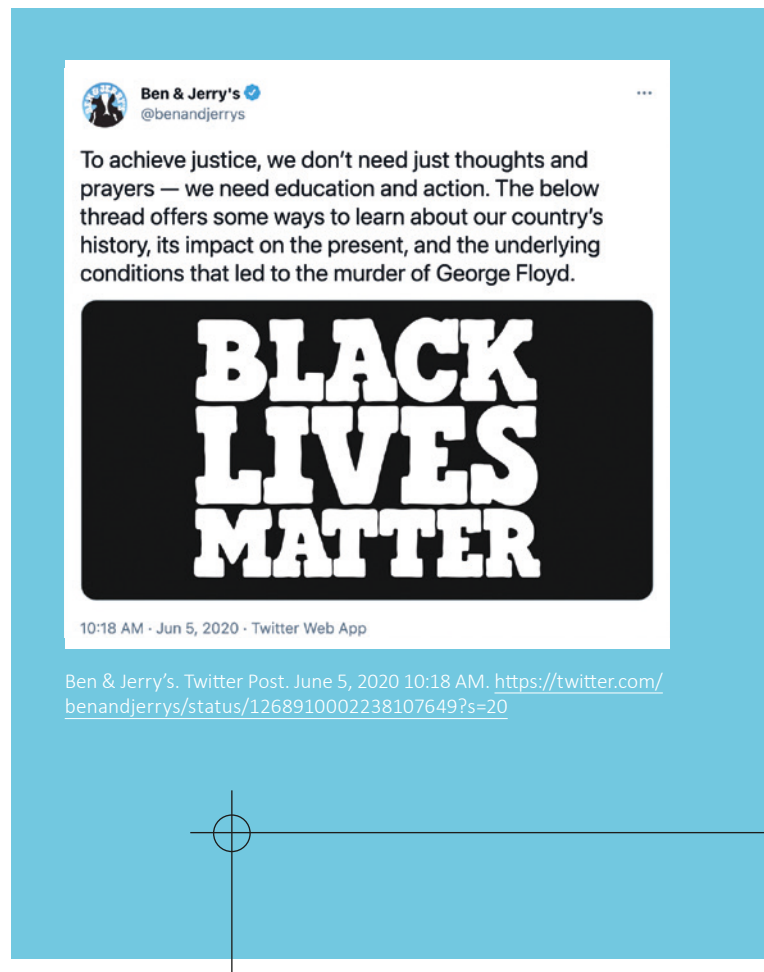 Ben & Jerry's
@benandjerrys
To achieve justice, we don't need just thoughts and
prayers — we need education and action. The below
thread offers some ways to learn about our country's
history, its impact on the present, and the underlying
conditions that led to the murder of George Floyd.
BLACK
LIVES
MATTER
10:18 AM · Jun 5, 2020 · Twitter Web App
Ben & Jerry's. Twitter Post. June 5, 2020 10:18 AM. https://twitter.com/
benandjerrys/status/1268910002238107649?s=20